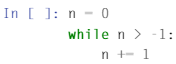 In [ ]: n = 0
while n > -1:
n += 1